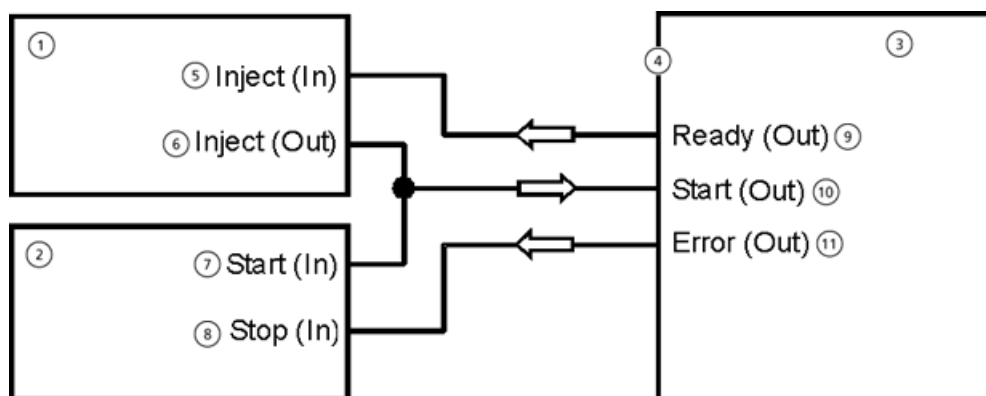 ①
⑤ Inject (In)
⑥ Inject (Out)
②
⑦ Start (In)
⑧ Stop (In)
③
④
Ready (Out) ⑨
Start (Out) ⑩
Error (Out) ⑪